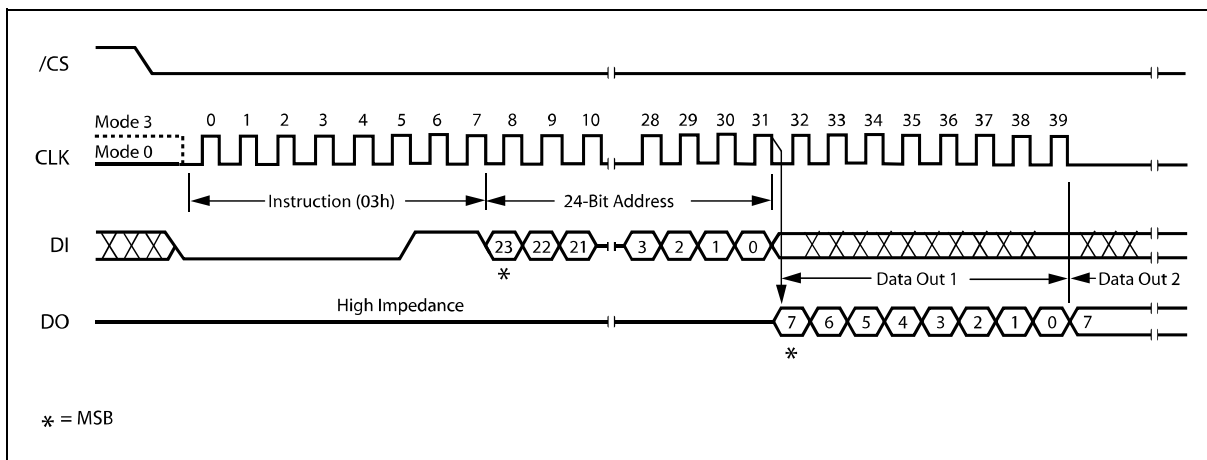 /CS
Mode 3
0 1 2 3 4 5 6 7 8 9 10 28 29 30 31 32 33 34 35 36 37 38 39
CLK
Mode 0
Instruction (03h) 24-Bit Address
DI 23 22 21 3 2 1 0
*
Data Out 1 Data Out 2
High Impedance
DO 7 6 5 4 3 2 1 0 7
*
* = MSB